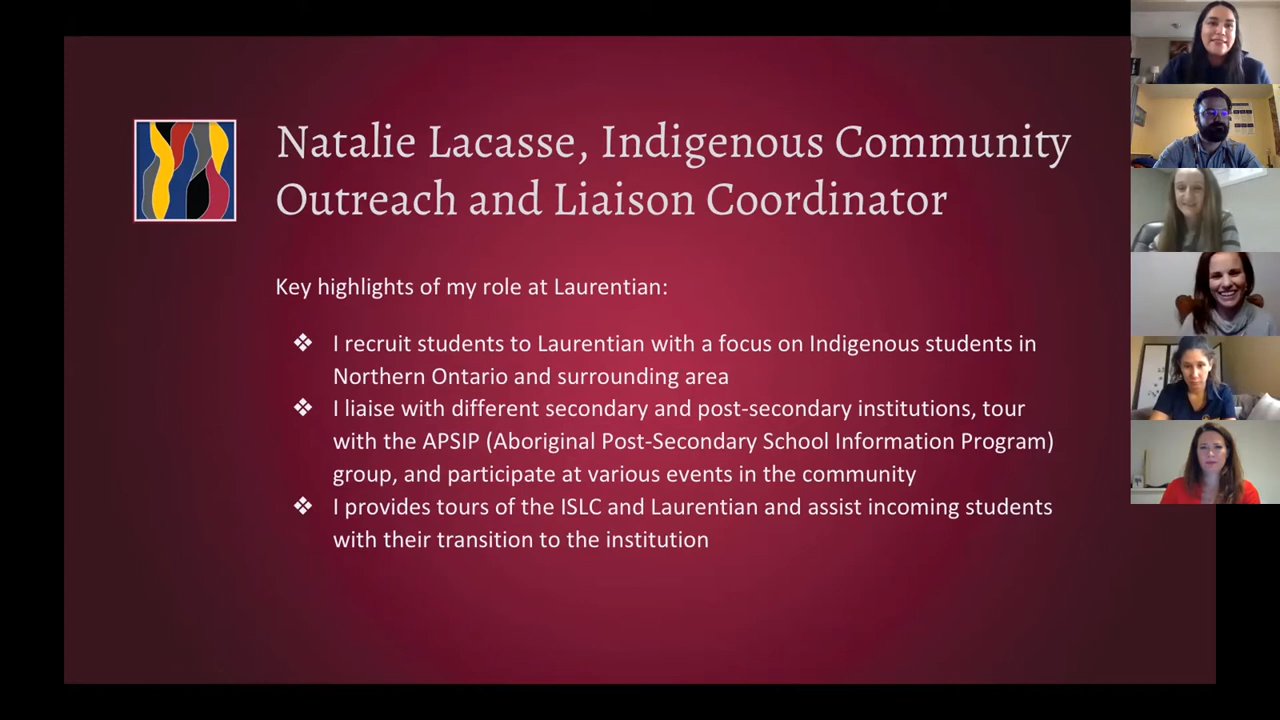 Natalie Lacasse, Indigenous Community
Outreach and Liaison Coordinator
Key highlights of my role at Laurentian:
❖ I recruit students to Laurentian with a focus on Indigenous students in
Northern Ontario and surrounding area
❖ I liaise with different secondary and post-secondary institutions, tour
with the APSIP (Aboriginal Post-Secondary School Information Program)
group, and participate at various events in the community
❖ I provides tours of the ISLC and Laurentian and assist incoming students
with their transition to the institution